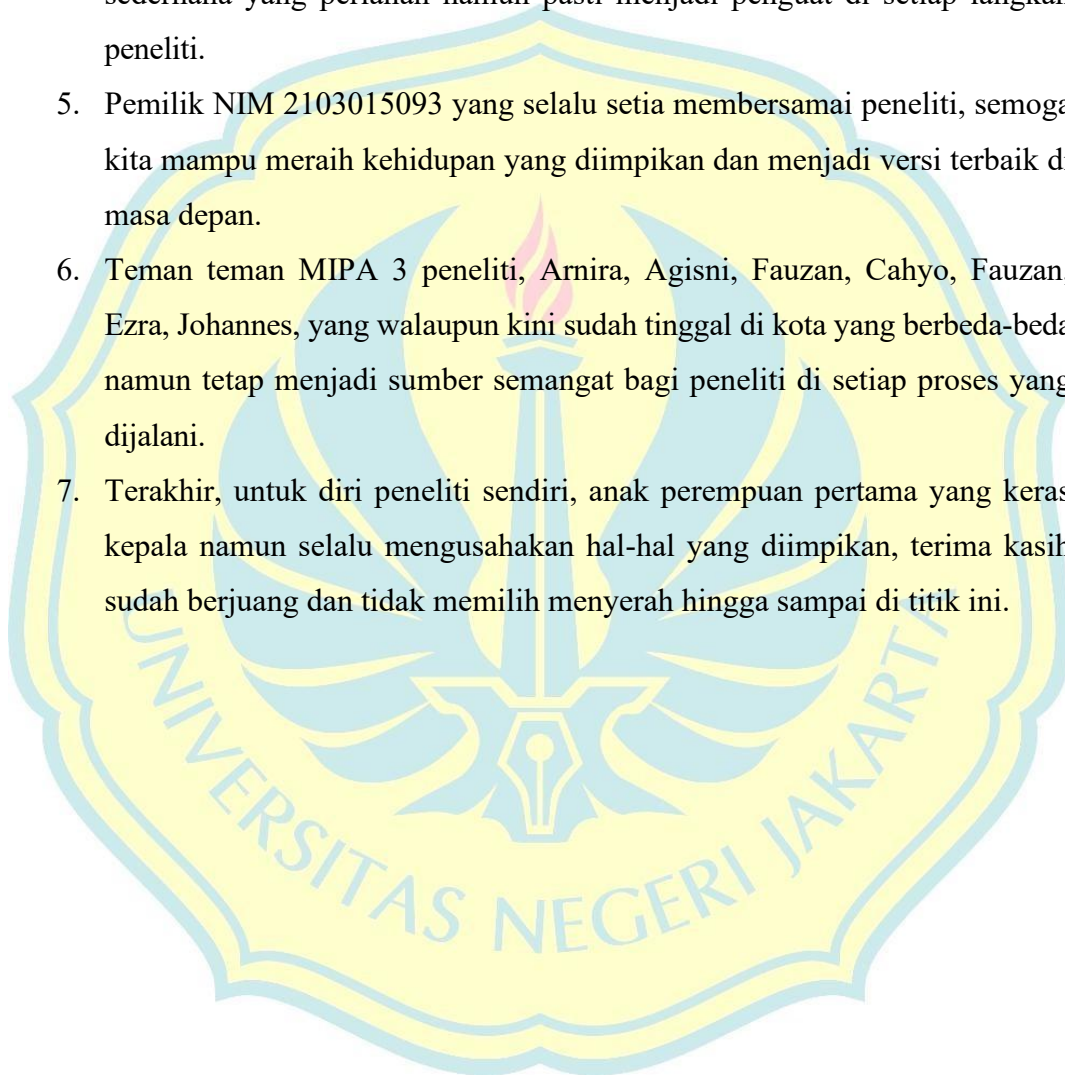 sederhana yang perlahan namun pasti menjadi penguat di setiap langkah
peneliti.
5. Pemilik NIM 2103015093 yang selalu setia membersamai peneliti, semoga
kita mampu meraih kehidupan yang diimpikan dan menjadi versi terbaik di
masa depan.
6. Teman teman MIPA 3 peneliti, Arnira, Agisni, Fauzan, Cahyo, Fauzan,
Ezra, Johannes, yang walaupun kini sudah tinggal di kota yang berbeda-beda
namun tetap menjadi sumber semangat bagi peneliti di setiap proses yang
dijalani.
7. Terakhir, untuk diri peneliti sendiri, anak perempuan pertama yang keras
kepala namun selalu mengusahakan hal-hal yang diimpikan, terima kasih
sudah berjuang dan tidak memilih menyerah hingga sampai di titik ini.
UNIVERSITAS NEGERI JAKARTA